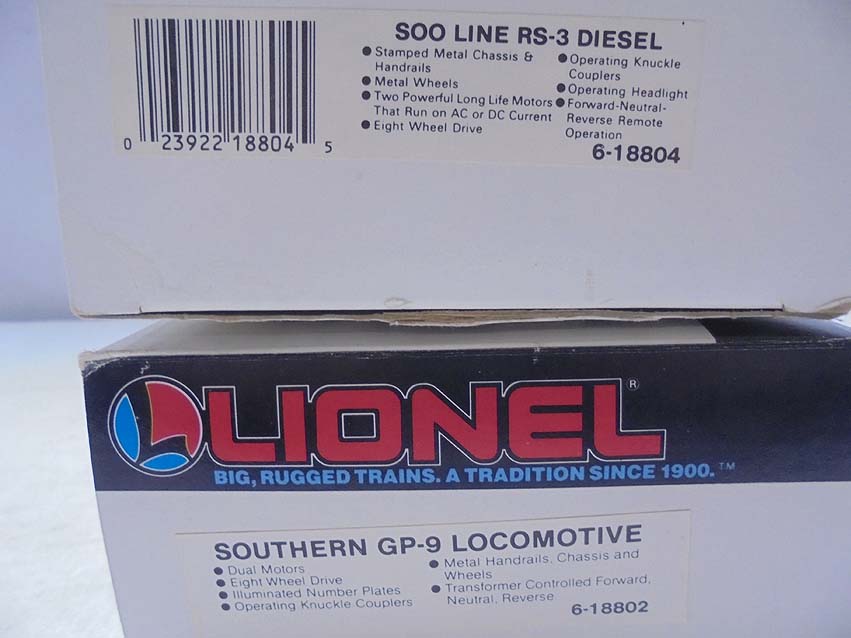 SOO LINE RS-3 DIESEL
● Stamped Metal Chassis &
Handrails
● Metal Wheels
● Two Powerful Long Life Motors
That Run on AC or DC Current
● Eight Wheel Drive
● Operating Knuckle
Couplers
● Operating Headlight
● Forward-Neutral-
Reverse Remote
Operation
6-18804
0 23922 18804 5
LIONEL ®
BIG, RUGGED TRAINS. A TRADITION SINCE 1900. ™
SOUTHERN GP-9 LOCOMOTIVE
● Dual Motors
● Eight Wheel Drive
● Illuminated Number Plates
● Operating Knuckle Couplers
● Metal Handrails, Chassis and
Wheels
● Transformer Controlled Forward,
Neutral, Reverse
6-18802